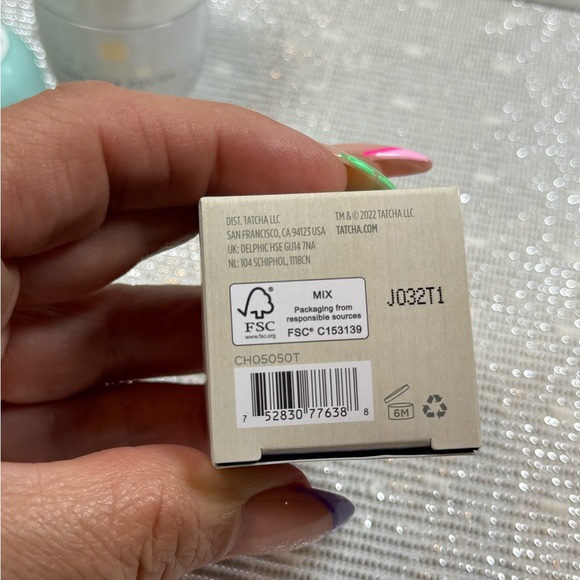 DIST. TATCHA LLC
SAN FRANCISCO, CA 94123 USA
UK: DELPHIC HSE GU14 7NA
NL: 104 SCHIPHOL, 1118CN
TM & © 2022 TATCHA LLC
TATCHA.COM
FSC
www.fsc.org
MIX
Packaging from
responsible sources
FSC® C153139
J032T1
CH05050T
7 52830 77638 8
6M